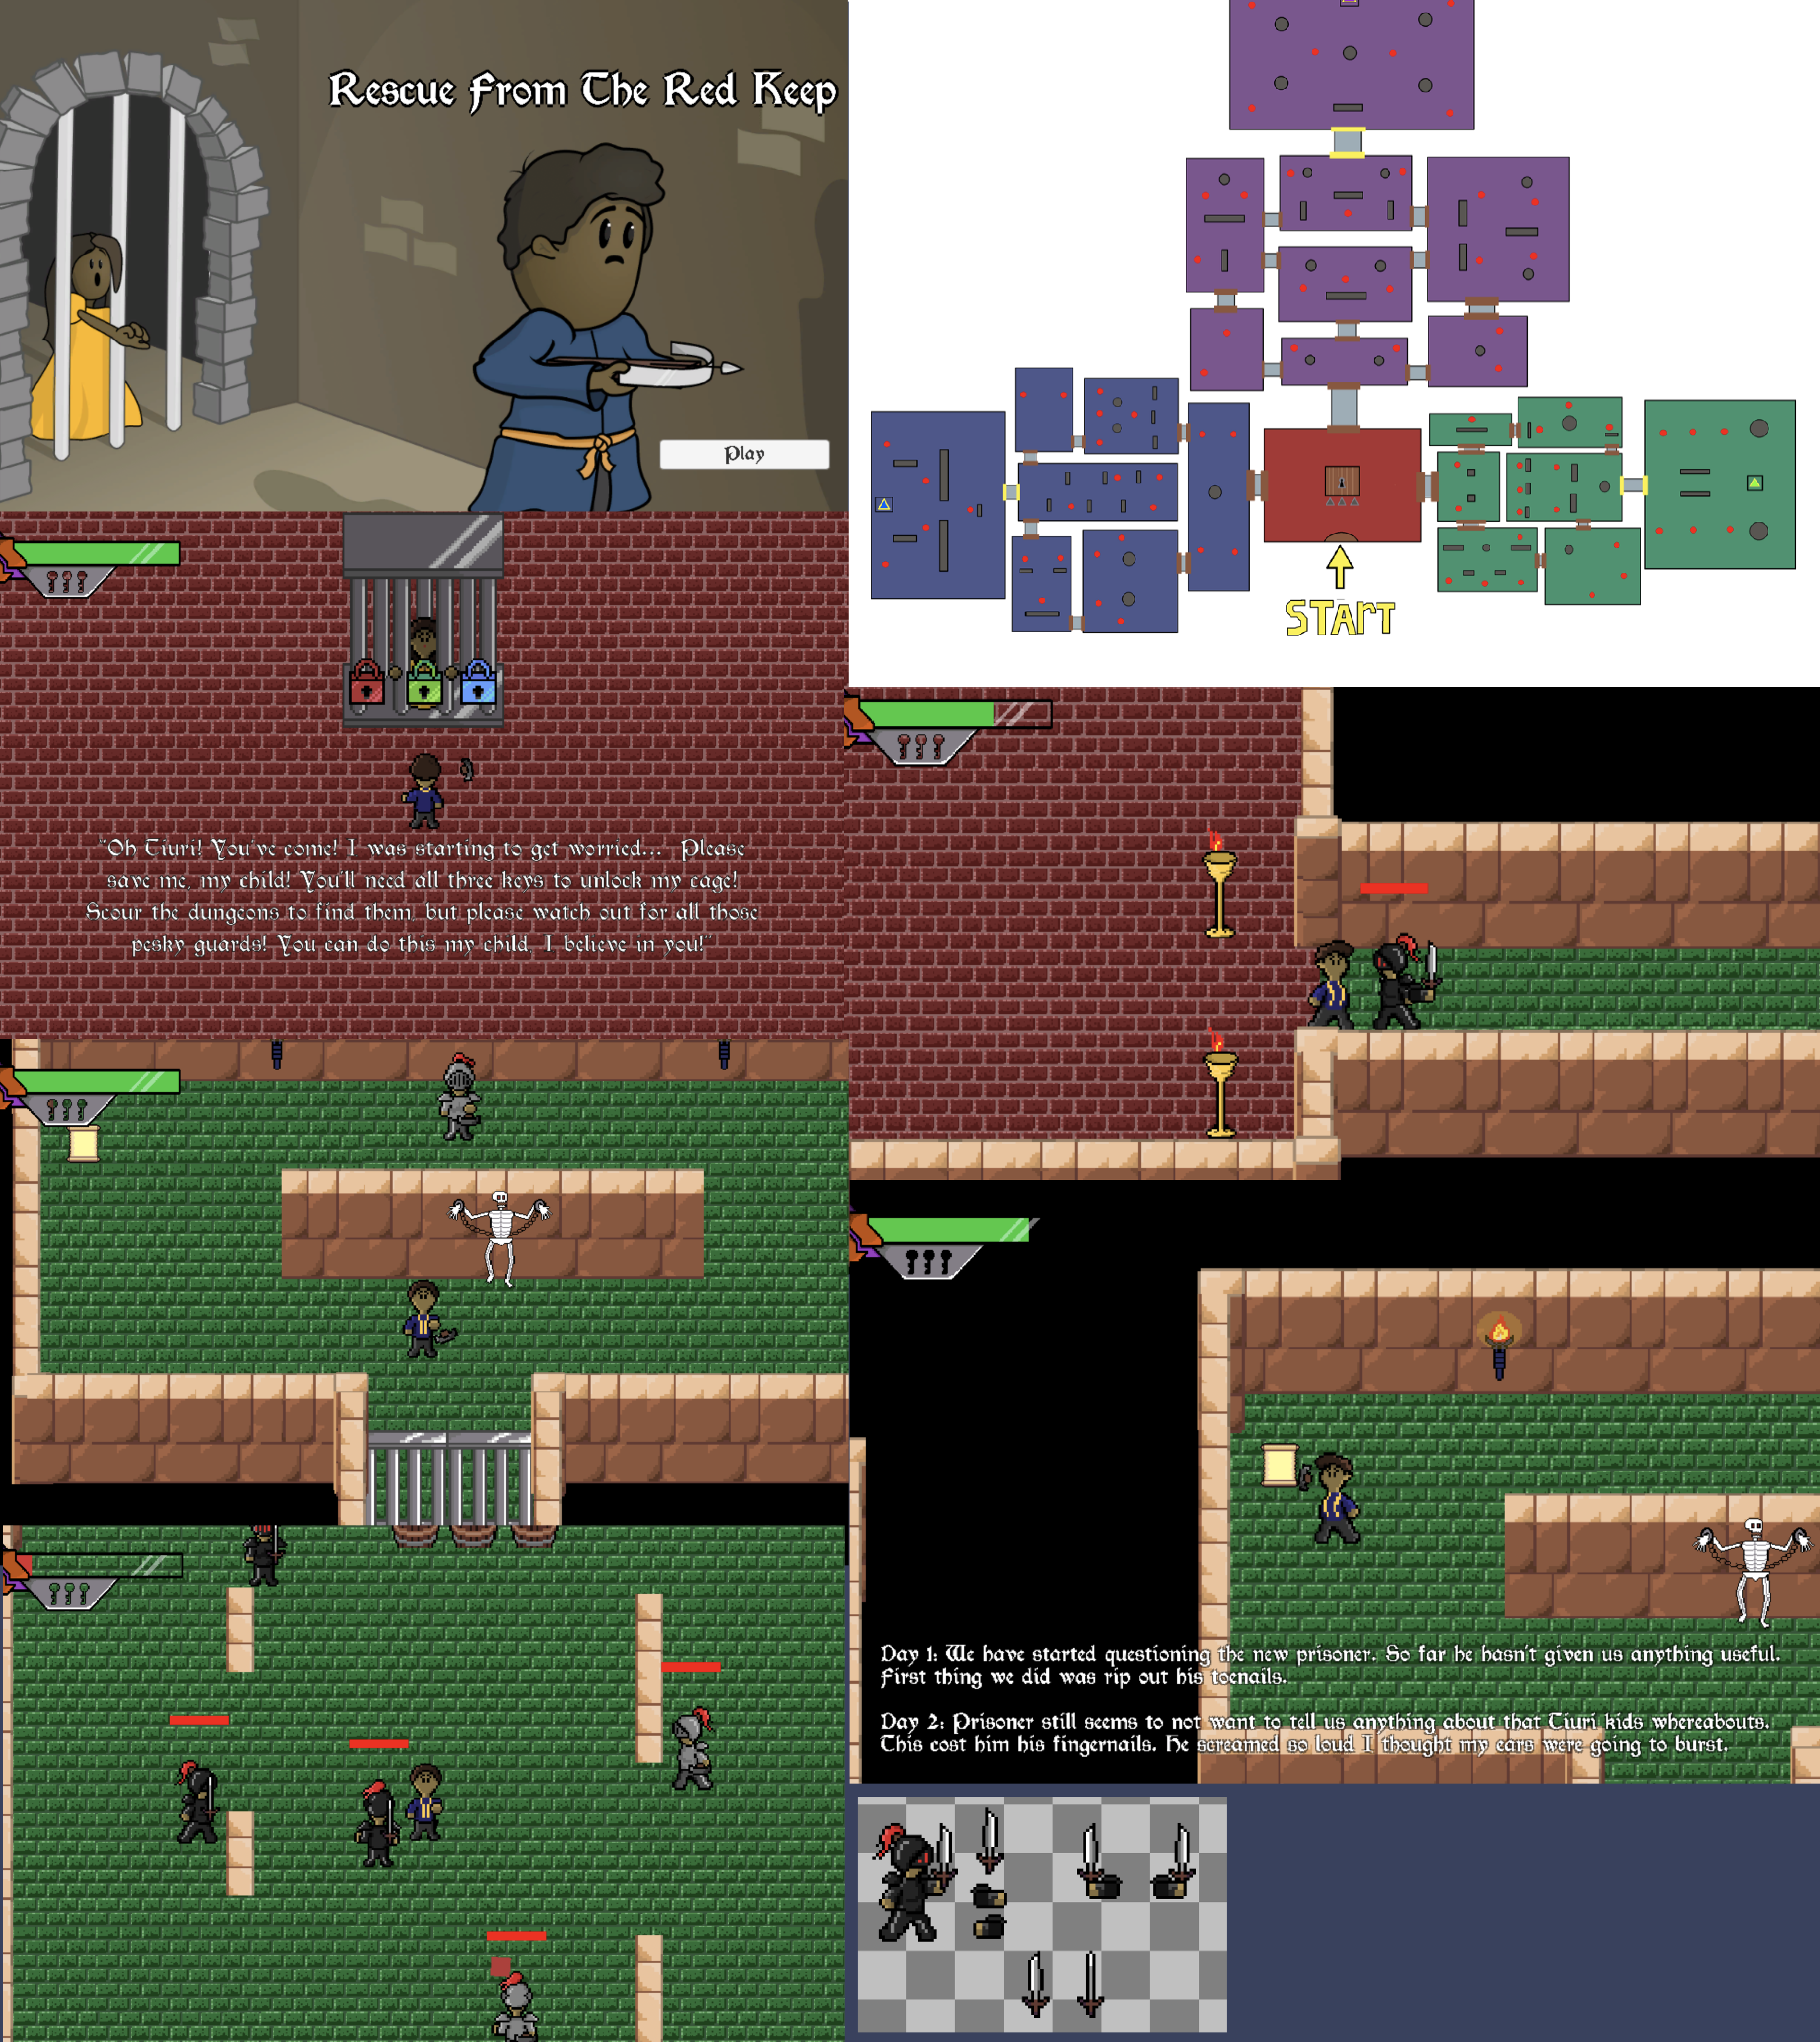 Rescue From The Red Keep
Play
START
"Oh Tiuri! You've come! I was starting to get worried... Please
save me, my child! You'll need all three keys to unlock my cage!
Scour the dungeons to find them, but please watch out for all those
pesky guards! You can do this my child, I believe in you!"
Day 1: We have started questioning the new prisoner. So far he hasn't given us anything useful.
First thing we did was rip out his toenails.
Day 2: Prisoner still seems to not want to tell us anything about that Tiuri kids whereabouts.
This cost him his fingernails. He screamed so loud I thought my ears were going to burst.